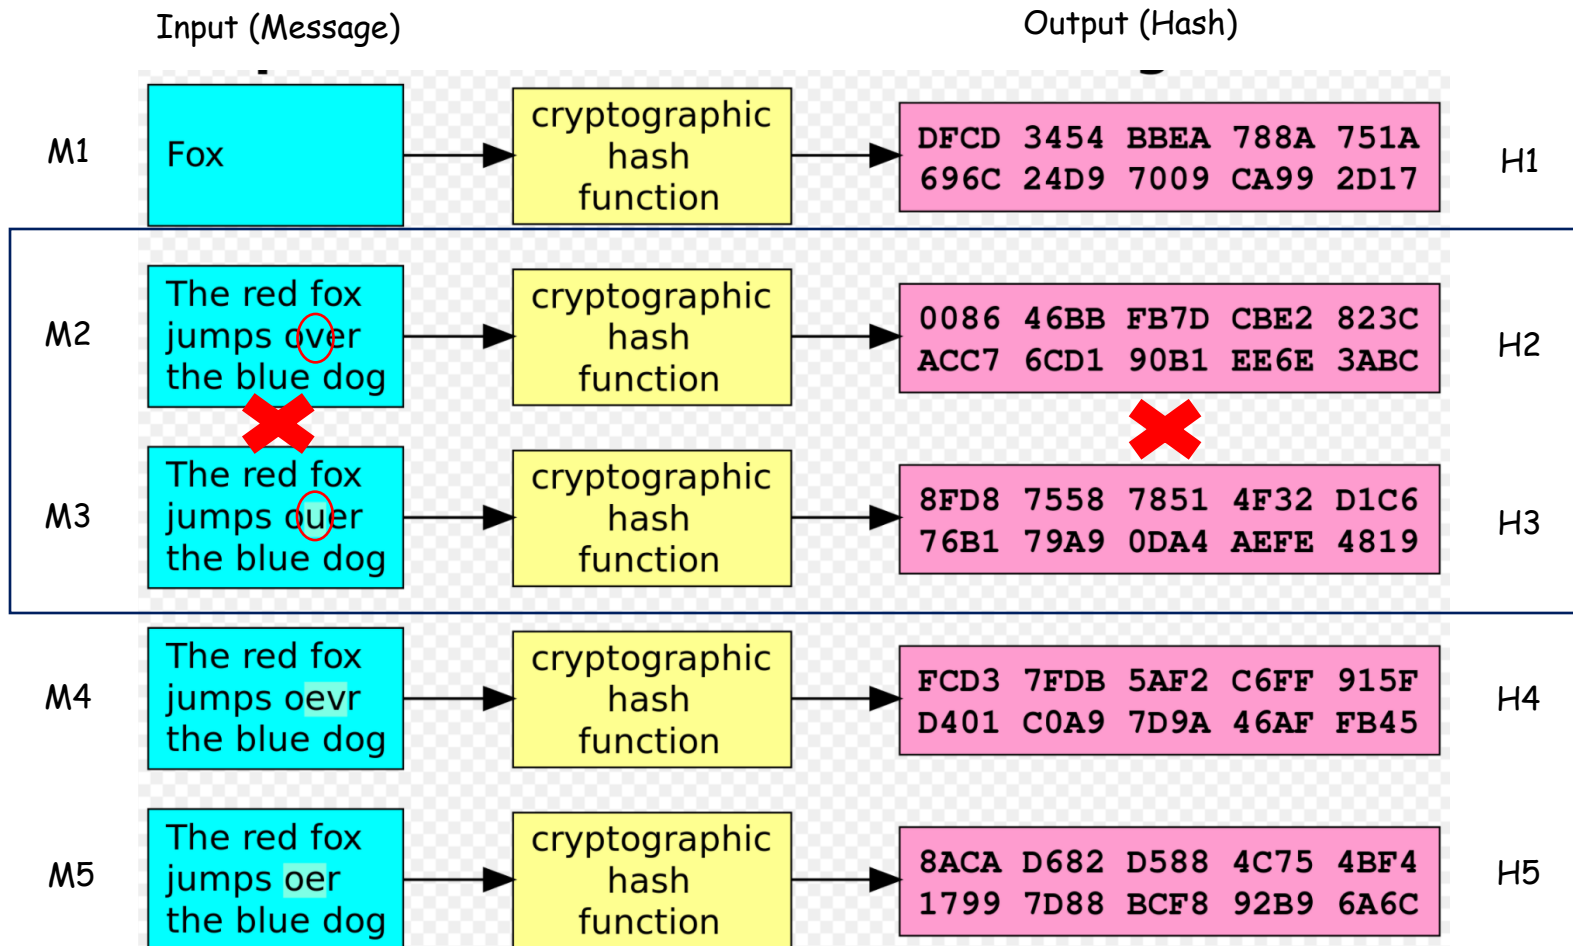 Input (Message)
Output (Hash)
M1
Fox
cryptographic
hash
function
DFCD 3454 BBEA 788A 751A
696C 24D9 7009 CA99 2D17
H1
M2
The red fox
jumps over
the blue dog
cryptographic
hash
function
0086 46BB FB7D CBE2 823C
ACC7 6CD1 90B1 EE6E 3ABC
H2
M3
The red fox
jumps ouer
the blue dog
cryptographic
hash
function
8FD8 7558 7851 4F32 D1C6
76B1 79A9 0DA4 AEFE 4819
H3
M4
The red fox
jumps oevr
the blue dog
cryptographic
hash
function
FCD3 7FDB 5AF2 C6FF 915F
D401 C0A9 7D9A 46AF FB45
H4
M5
The red fox
jumps oer
the blue dog
cryptographic
hash
function
8ACA D682 D588 4C75 4BF4
1799 7D88 BCF8 92B9 6A6C
H5